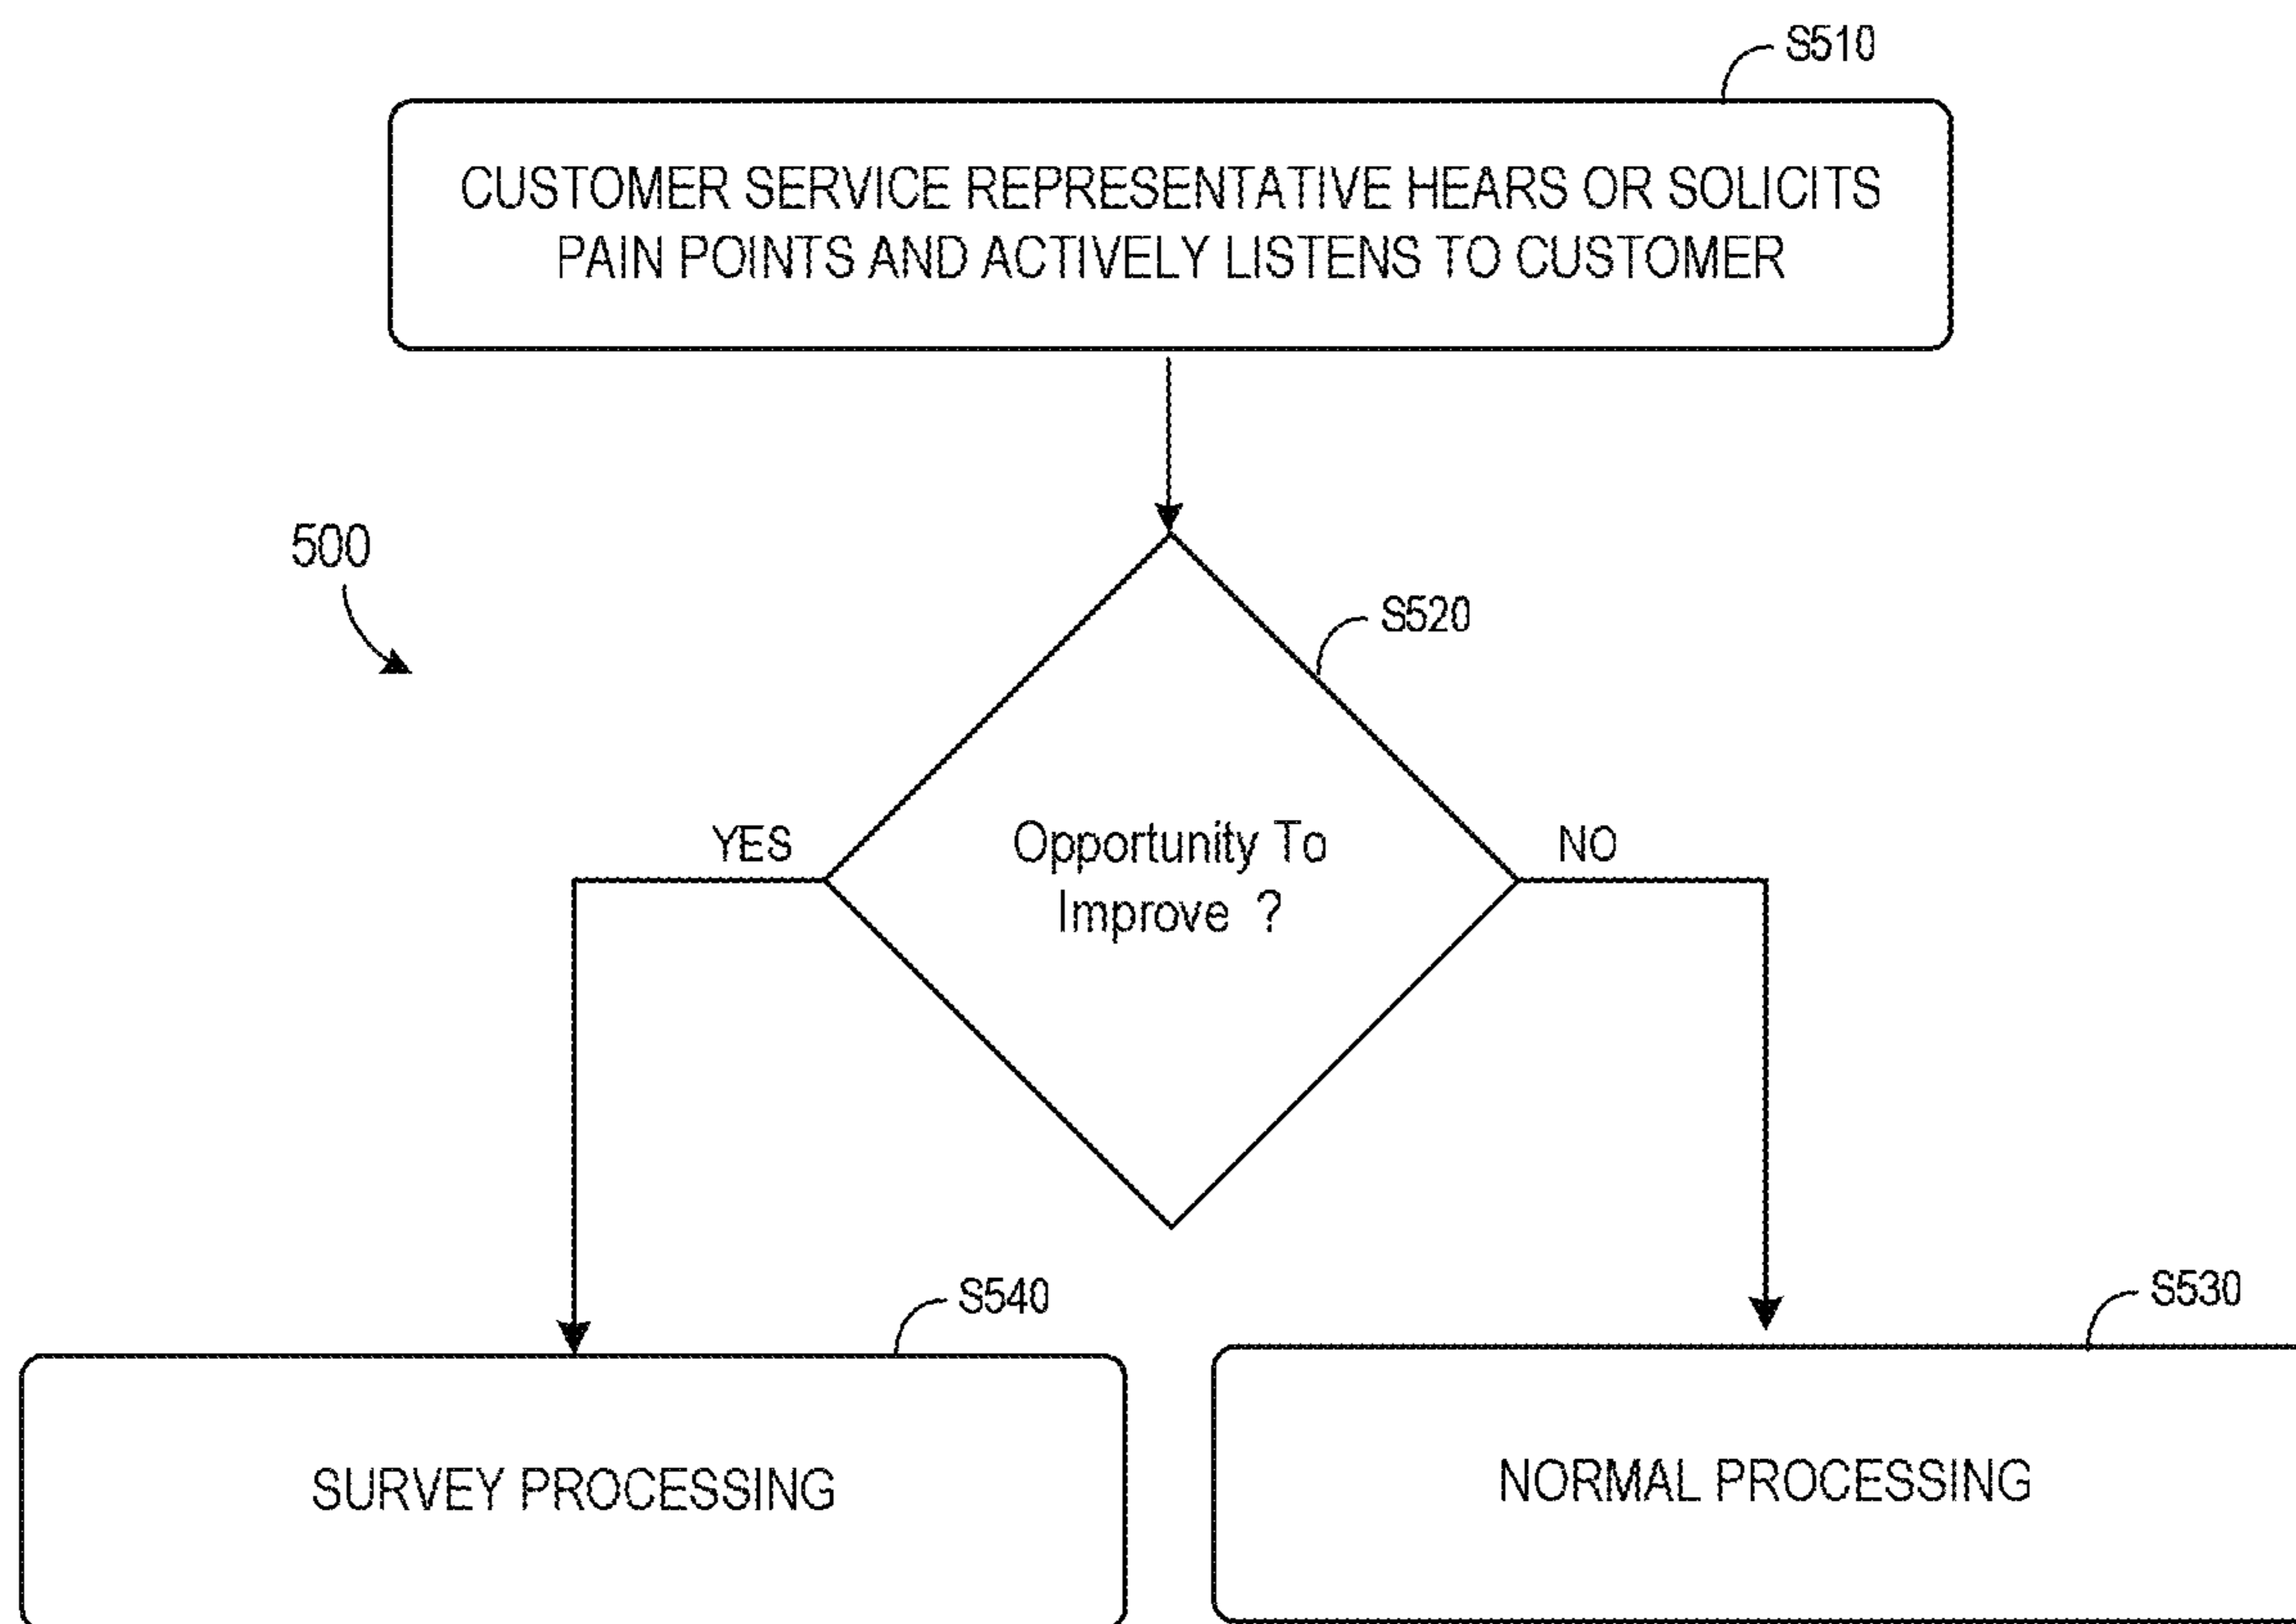 S510
CUSTOMER SERVICE REPRESENTATIVE HEARS OR SOLICITS
PAIN POINTS AND ACTIVELY LISTENS TO CUSTOMER
500
S520
YES
Opportunity To
Improve ?
NO
S540
S530
SURVEY PROCESSING
NORMAL PROCESSING